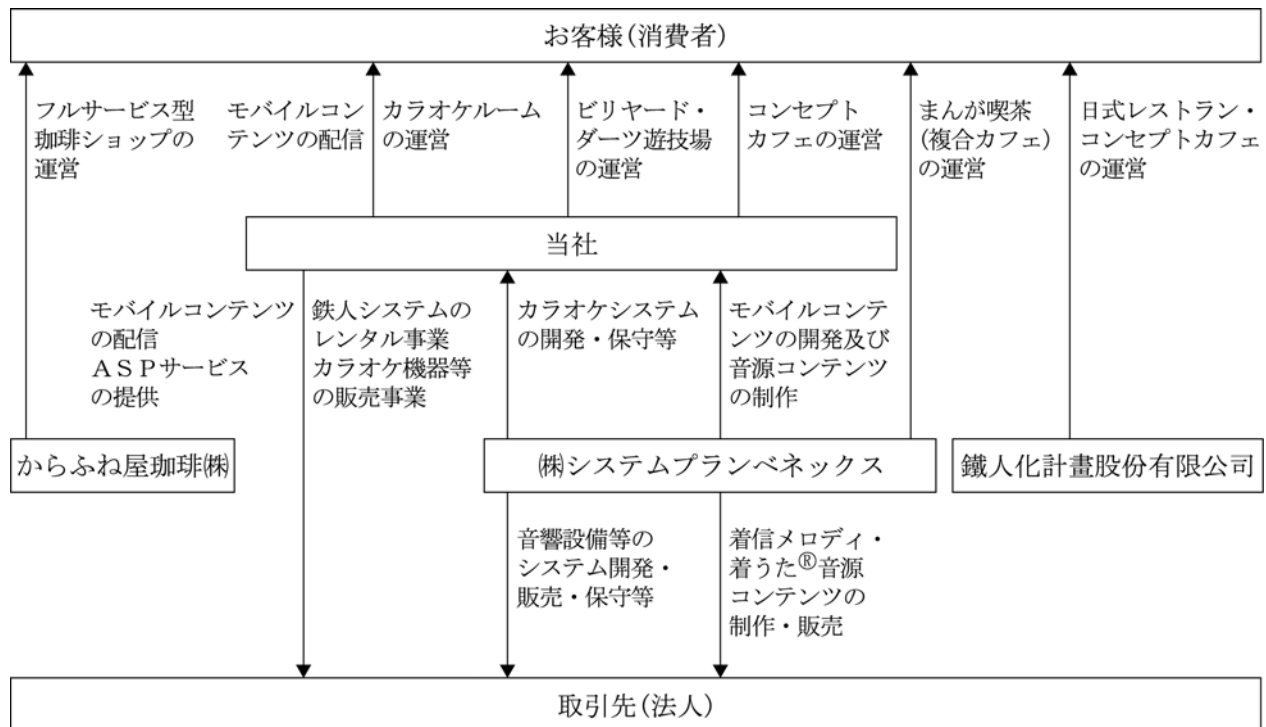 お客様(消費者)
フルサービス型
珈琲ショップの
運営
モバイルコン
テンツの配信
カラオケルーム
の運営
ビリヤード・
ダーツ遊技場
の運営
コンセプト
カフェの運営
まんが喫茶
(複合カフェ)
の運営
日式レストラン・
コンセプトカフェ
の運営
当社
モバイルコンテンツ
の配信
ASPサービス
の提供
鉄人システムの
レンタル事業
カラオケ機器等
の販売事業
カラオケシステム
の開発・保守等
モバイルコンテ
ンツの開発及び
音源コンテンツ
の制作
からふね屋珈琲㈱
㈱システムプランベネックス
鐵人化計畫股份有限公司
音響設備等の
システム開発・
販売・保守等
着信メロディ・
着うた®音源
コンテンツの
制作・販売
取引先(法人)